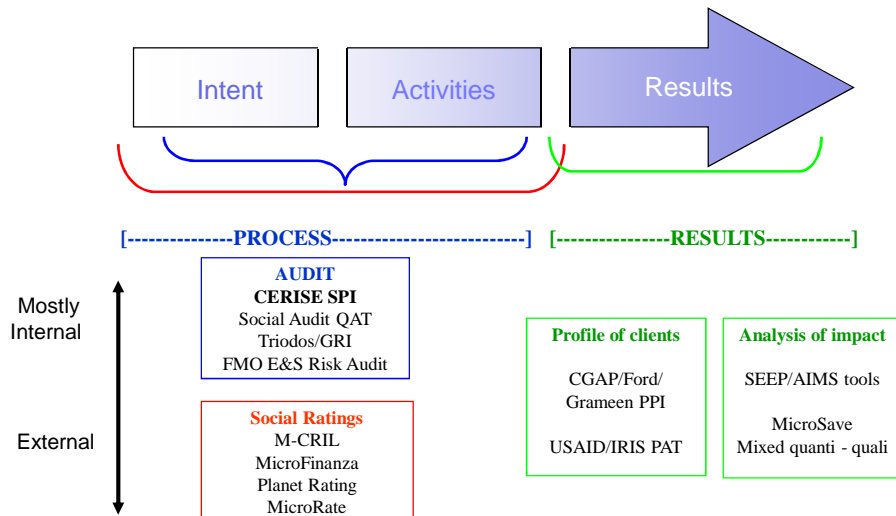 Intent
Activities
Results
[---------------PROCESS----------------------------]
[------------RESULTS---------------]
Mostly
Internal
External
AUDIT
CERISE SPI
Social Audit QAT
Triodos/GRI
FMO E&S Risk Audit
Social Ratings
M-CRIL
MicroFinanza
Planet Rating
MicroRate
Profile of clients
CGAP/Ford/
Grameen PPI
USAID/IRIS PAT
Analysis of impact
SEEP/AIMS tools
MicroSave
Mixed quanti - quali